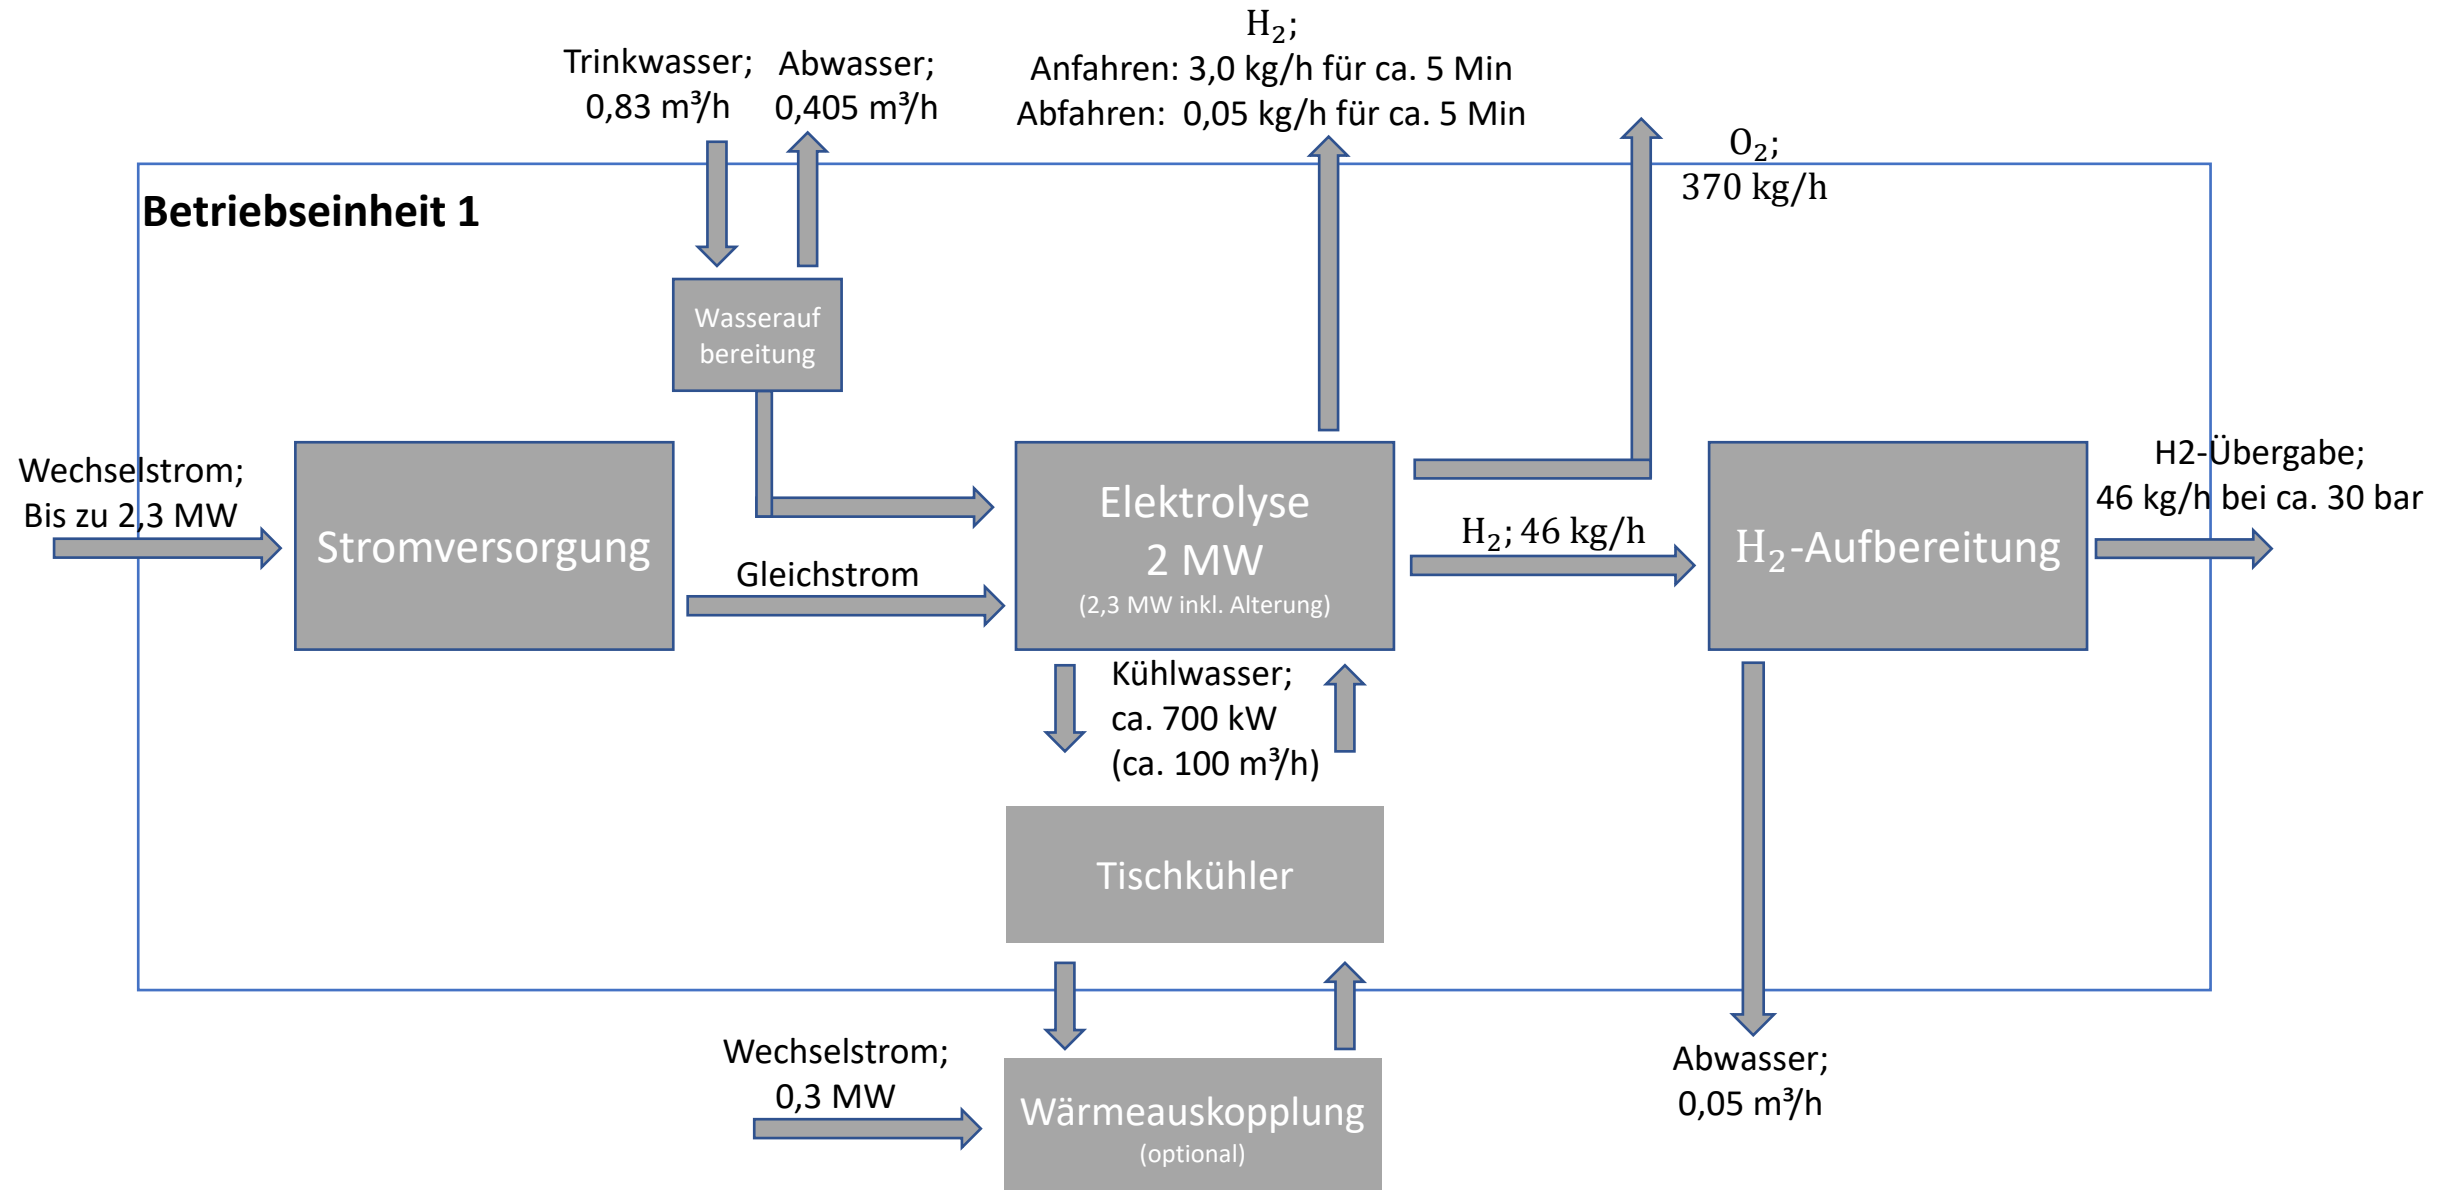 H₂;
Anfahren: 3,0 kg/h für ca. 5 Min
Abfahren: 0,05 kg/h für ca. 5 Min
Trinkwasser;
0,83 m³/h
Abwasser;
0,405 m³/h
O₂;
370 kg/h
Betriebseinheit 1
Wasserauf
bereitung
Wechselstrom;
Bis zu 2,3 MW
Stromversorgung
Gleichstrom
Elektrolyse
2 MW
(2,3 MW inkl. Alterung)
H₂; 46 kg/h
H₂-Aufbereitung
H2-Übergabe;
46 kg/h bei ca. 30 bar
Kühlwasser;
ca. 700 kW
(ca. 100 m³/h)
Tischkühler
Wechselstrom;
0,3 MW
Wärmeauskopplung
(optional)
Abwasser;
0,05 m³/h